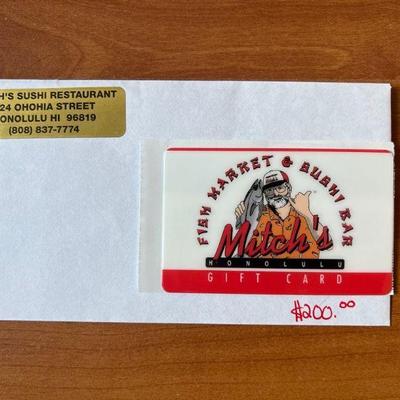 H'S SUSHI RESTAURANT
24 OHOHIA STREET
ONOLULU HI 96819
(808) 837-7774
FISH MARKET & SUSHI BAR
Mitch's
HONOLULU
GIFT CARD
$200.00